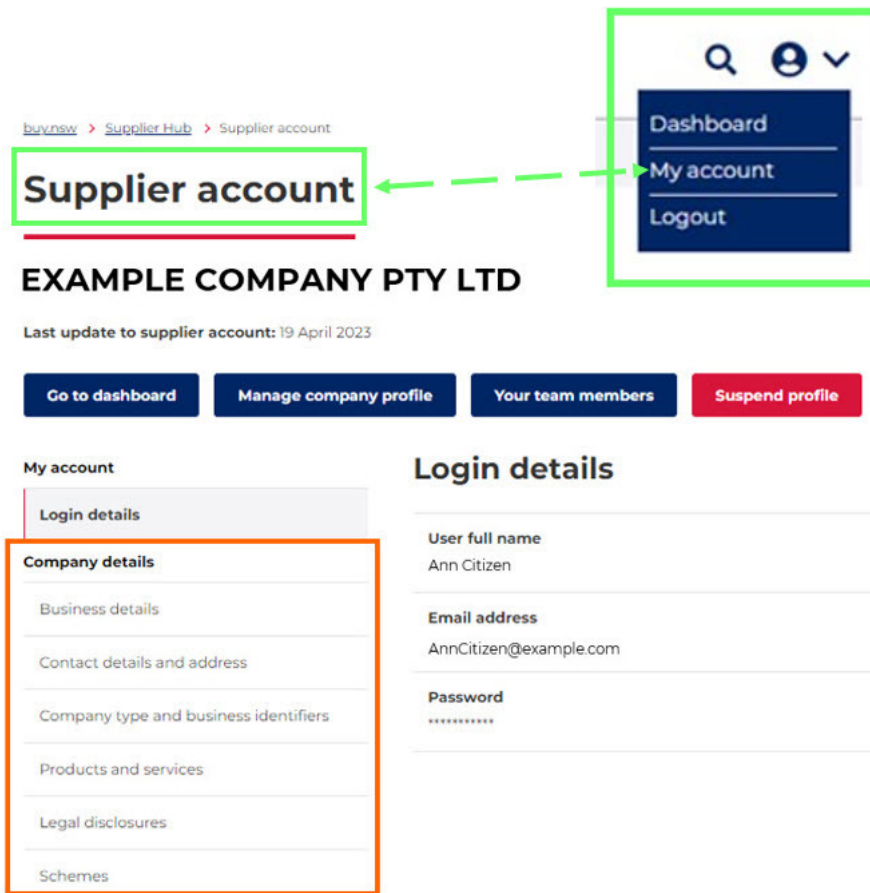 buy.nsw > Supplier Hub > Supplier account
Dashboard
My account
Logout
Supplier account
EXAMPLE COMPANY PTY LTD
Last update to supplier account: 19 April 2023
Go to dashboard
Manage company profile
Your team members
Suspend profile
My account
Login details
Company details
Business details
Contact details and address
Company type and business identifiers
Products and services
Legal disclosures
Schemes
Login details
User full name
Ann Citizen
Email address
AnnCitizen@example.com
Password
***********